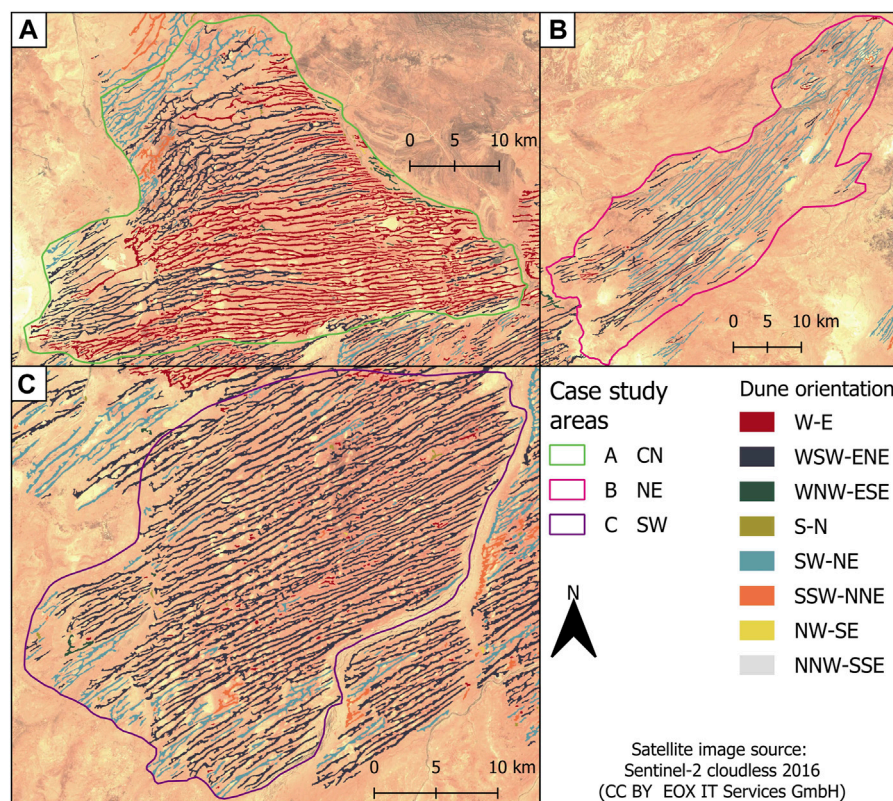 A
0 5 10 km
B
0 5 10 km
C
0 5 10 km
Case study
areas
A CN
B NE
C SW
Dune orientation
W-E
WSW-ENE
WNW-ESE
S-N
SW-NE
SSW-NNE
NW-SE
NNW-SSE
N
Satellite image source:
Sentinel-2 cloudless 2016
(CC BY EOX IT Services GmbH)